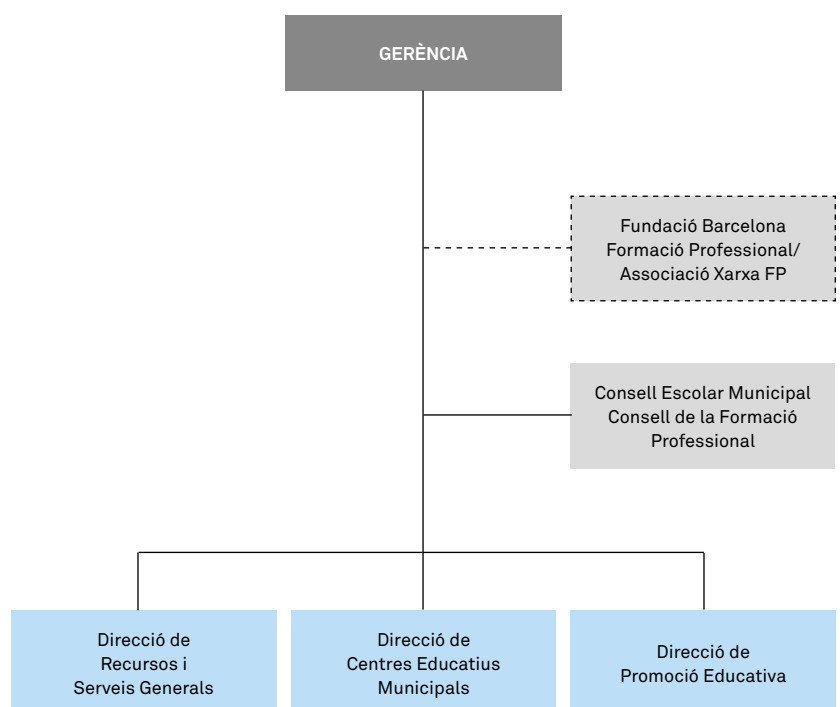 GERÈNCIA
Fundació Barcelona
Formació Professional/
Associació Xarxa FP
Consell Escolar Municipal
Consell de la Formació
Professional
Direcció de
Recursos i
Serveis Generals
Direcció de
Centres Educatius
Municipals
Direcció de
Promoció Educativa